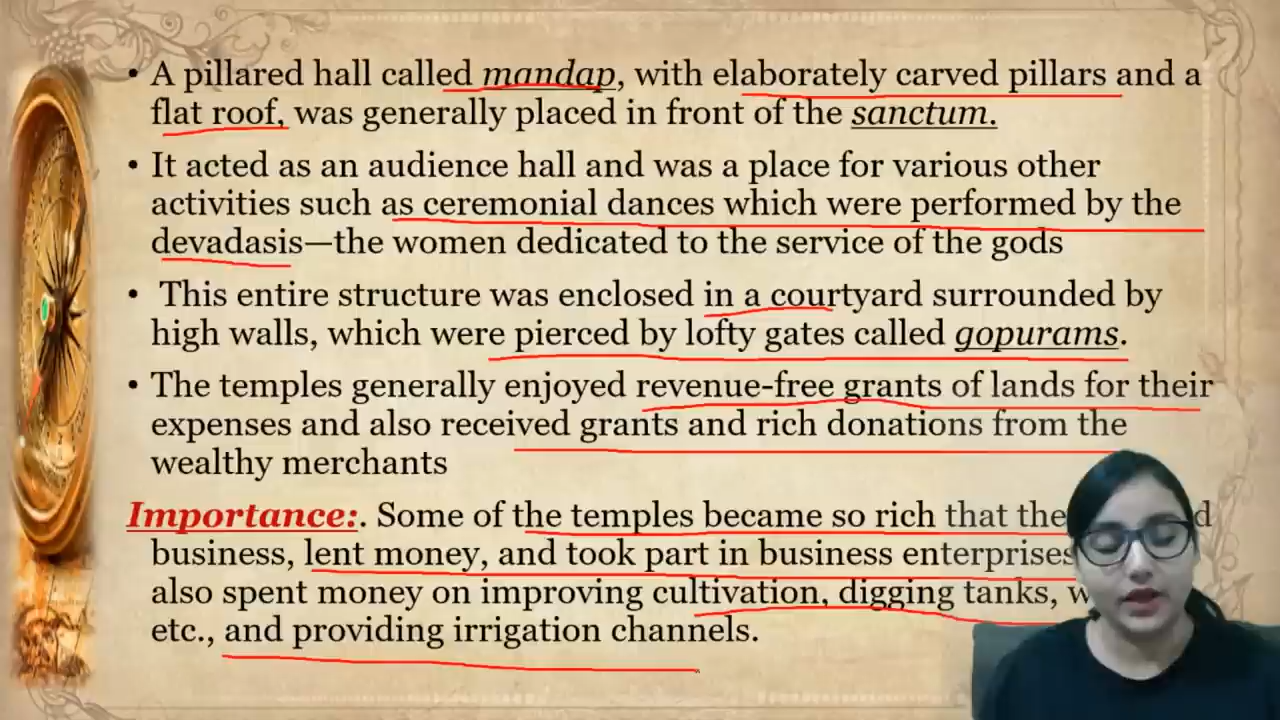 • A pillared hall called mandap, with elaborately carved pillars and a
flat roof, was generally placed in front of the sanctum.
• It acted as an audience hall and was a place for various other
activities such as ceremonial dances which were performed by the
devadasis—the women dedicated to the service of the gods
• This entire structure was enclosed in a courtyard surrounded by
high walls, which were pierced by lofty gates called gopurams.
• The temples generally enjoyed revenue-free grants of lands for their
expenses and also received grants and rich donations from the
wealthy merchants
Importance:. Some of the temples became so rich that
business, lent money, and took part in business enterprises
also spent money on improving cultivation, digging tanks,
etc., and providing irrigation channels.